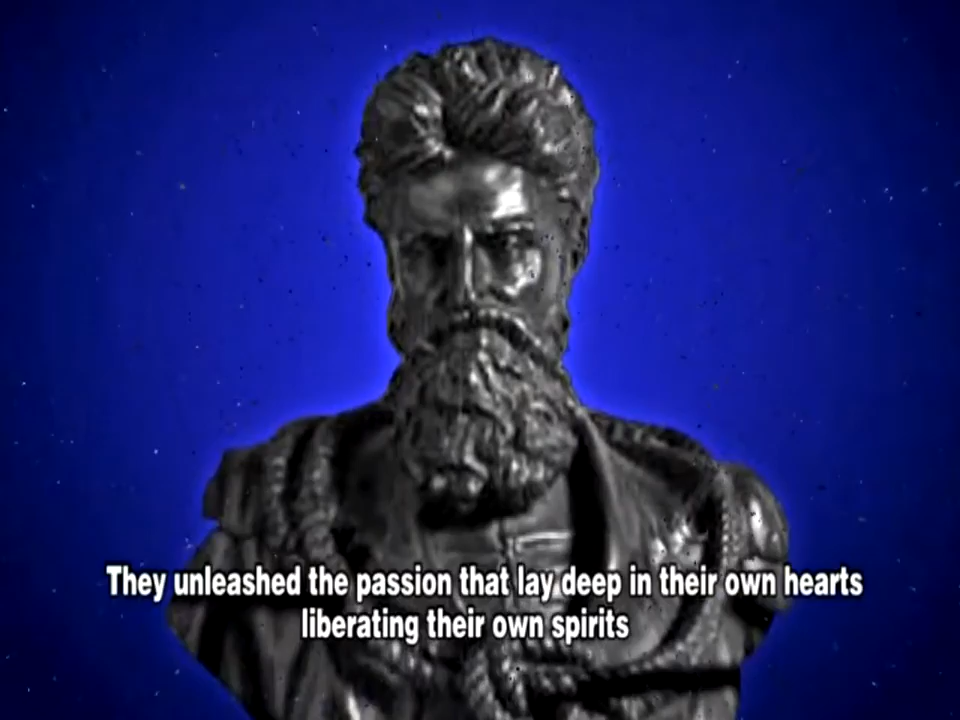 They unleashed the passion that lay deep in their own hearts
liberating their own spirits